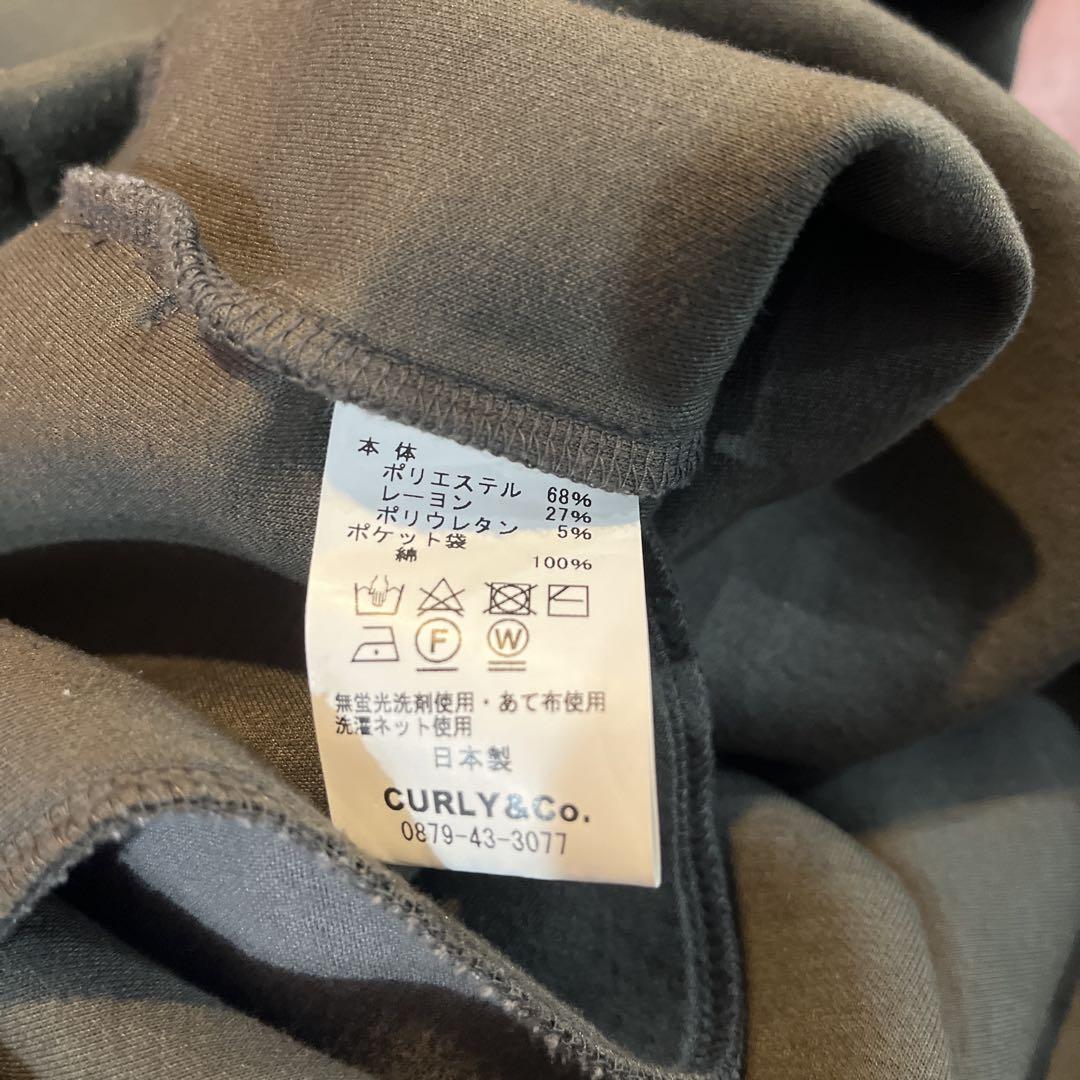 本体
ポリエステル 68%
レーヨン 27%
ポリウレタン 5%
ポケット袋
綿 100%
F W
無蛍光洗剤使用・あて布使用
洗濯ネット使用
日本製
CURLY&Co.
0879-43-3077